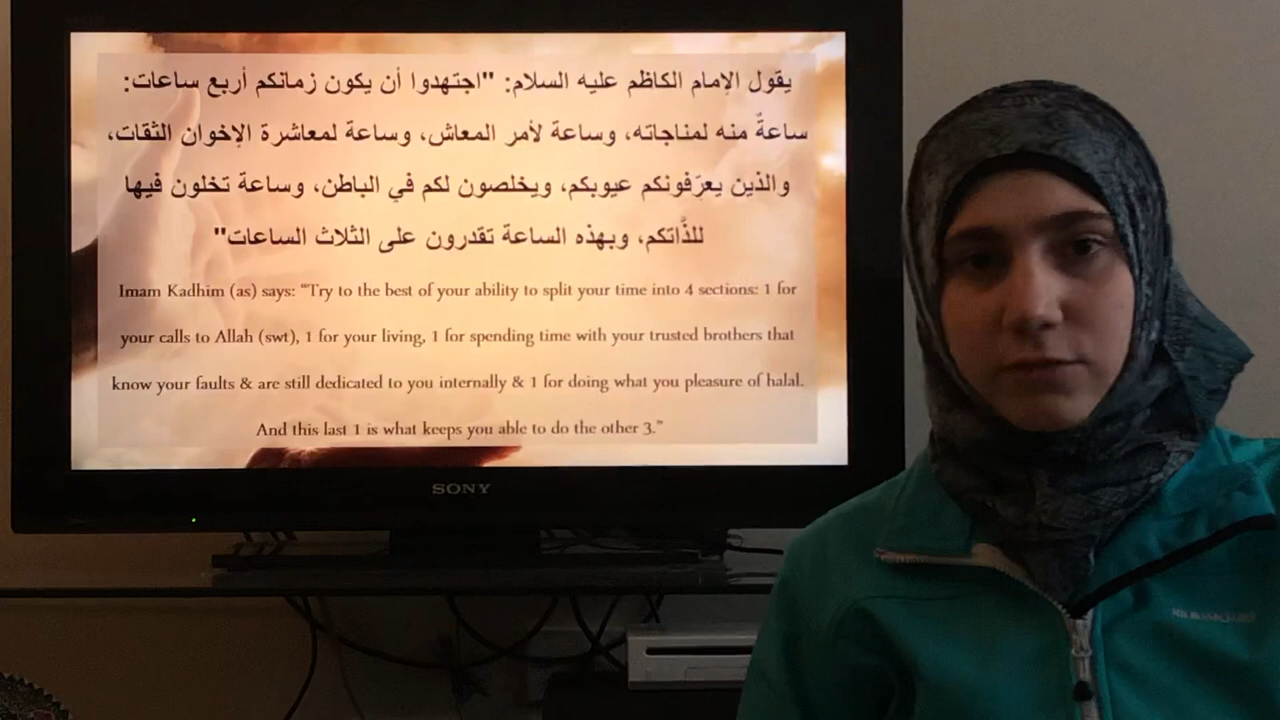 يقول الإمام الكاظم عليه السلام: "اجتهدوا أن يكون زمانكم أربع ساعات:
ساعةٌ منه لمناجاته، وساعة لأمر المعاش، وساعة لمعاشرة الإخوان الثقات،
والذين يعرّفونكم عيوبكم، ويخلصون لكم في الباطن، وساعة تخلون فيها
للذَّاتكم، وبهذه الساعة تقدرون على الثلاث الساعات"
Imam Kadhim (as) says: “Try to the best of your ability to split your time into 4 sections: 1 for
your calls to Allah (swt), 1 for your living, 1 for spending time with your trusted brothers that
know your faults & are still dedicated to you internally & 1 for doing what you pleasure of halal.
And this last 1 is what keeps you able to do the other 3.”
SONY